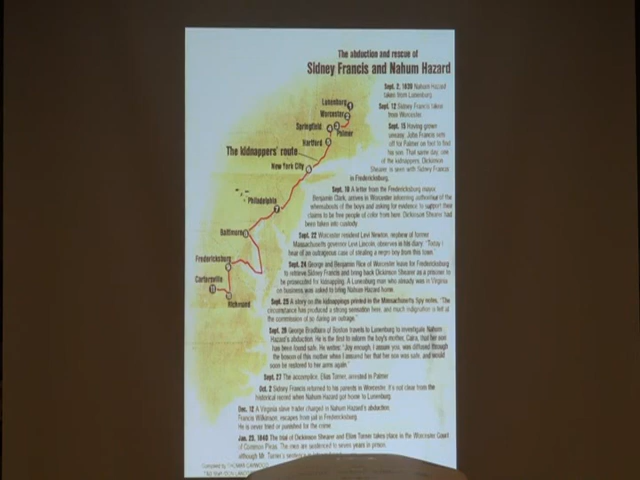 The abduction and rescue of
Sidney Francis and Nahum Hazard
Sept. 2, 1839 Nahum Hazard
taken from Lunenburg
Sept. 12 Sidney Francis taken
from Worcester.
Lunenburg
Worcester
Springfield
Palmer
Hartford
The kidnappers' route
New York City
Philadelphia
Baltimore
Fredericksburg
Cartersville
Richmond
Sept. 15 Having grown
uneasy, John Francis sets
off for Palmer on foot to find
his son. That same day, one
of the kidnappers, Dickinson
Shearer is seen with Sidney Francis
in Fredericksburg.
Sept. 18 A letter from the Fredericksburg mayor,
Benjamin Clark, arrives in Worcester informing authorities of the
whereabouts of the boys and asking for evidence to support their
claims to be free people of color from here. Dickinson Shearer had
been taken into custody.
Sept. 22 Worcester resident Levi Newton, nephew of former
Massachusetts governor Levi Lincoln, observes in his diary: "Today I
hear of an outrageous case of stealing a negro boy from this town."
Sept. 24 George and Benjamin Rice of Worcester leave for Fredericksburg
to retrieve Sidney Francis and bring back Dickinson Shearer as a prisoner to
be prosecuted for kidnapping. A Lunenburg man who already was in Virginia
on business was asked to bring Nahum Hazard home.
Sept. 25 A story on the kidnappings printed in the Massachusetts Spy notes, "The
circumstance has produced a strong sensation here, and much indignation is felt at
the commission of so daring an outrage."
Sept. 26 George Bradburn of Boston travels to Lunenburg to investigate Nahum
Hazard's abduction. He is the first to inform the boy's mother, that her son
has been found safe. He writes: "Joy enough, I assure you, was diffused through
the bosom of this mother when I assured her that her son was safe, and would
soon be restored to her arms again."
Sept. 27 The accomplice, Elias Turner, arrested in Palmer
Oct. 2 Sidney Francis returned to his parents in Worcester, it's not clear from the
historical record when Nahum Hazard got home to Lunenburg
Dec. 12 A Virginia slave trader charged in Nahum Hazard's abduction,
Francis Wilkinson, escapes from jail in Fredericksburg.
He is never tried or punished for the crime.
Jan. 1840 The trial of Dickinson Shearer and Elias Turner takes place in the Worcester Court
of Common Pleas. The men are sentenced to seven years in prison,
although Mr. Turner's sentence is
Compiled by THOMAS CAYWOOD